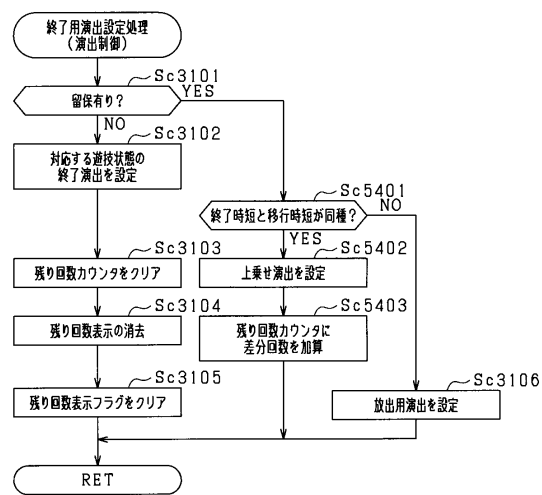 終了用演出設定処理
(演出制御)
Sc3101
留保有り?
YES
NO
Sc3102
対応する遊技状態の
終了演出を設定
Sc5401
終了時短と移行時短が同種?
NO
YES
Sc3103
残り回数カウンタをクリア
Sc5402
上乗せ演出を設定
Sc3104
残り回数表示の消去
Sc5403
残り回数カウンタに
差分回数を加算
Sc3105
残り回数表示フラグをクリア
Sc3106
放出用演出を設定
RET